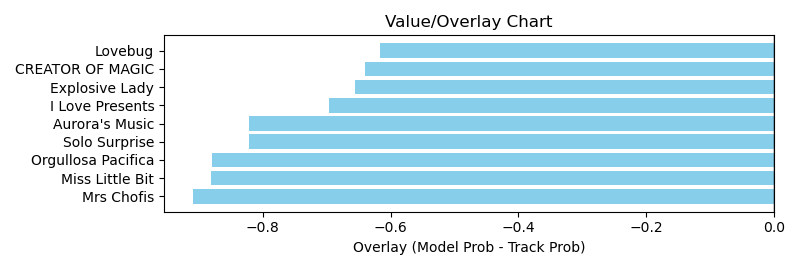 Value/Overlay Chart
Lovebug
CREATOR OF MAGIC
Explosive Lady
I Love Presents
Aurora's Music
Solo Surprise
Orgullosa Pacifica
Miss Little Bit
Mrs Chofis
−0.8 −0.6 −0.4 −0.2 0.0
Overlay (Model Prob - Track Prob)